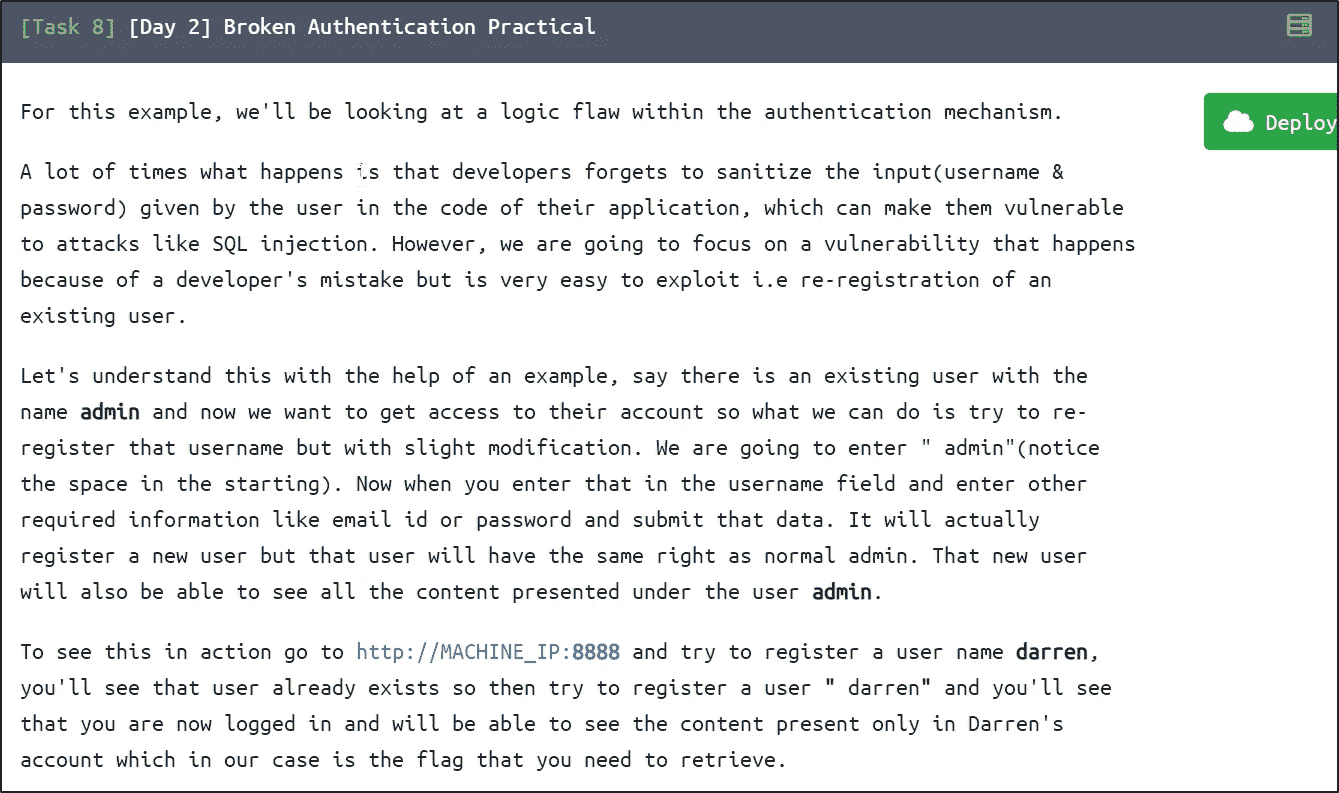 [Task 8] [Day 2] Broken Authentication Practical
For this example, we'll be looking at a logic flaw within the authentication mechanism.
Deploy
A lot of times what happens is that developers forgets to sanitize the input(username &
password) given by the user in the code of their application, which can make them vulnerable
to attacks like SQL injection. However, we are going to focus on a vulnerability that happens
because of a developer's mistake but is very easy to exploit i.e re-registration of an
existing user.
Let's understand this with the help of an example, say there is an existing user with the
name admin and now we want to get access to their account so what we can do is try to re-
register that username but with slight modification. We are going to enter " admin"(notice
the space in the starting). Now when you enter that in the username field and enter other
required information like email id or password and submit that data. It will actually
register a new user but that user will have the same right as normal admin. That new user
will also be able to see all the content presented under the user admin.
To see this in action go to http://MACHINE_IP:8888 and try to register a user name darren,
you'll see that user already exists so then try to register a user " darren" and you'll see
that you are now logged in and will be able to see the content present only in Darren's
account which in our case is the flag that you need to retrieve.